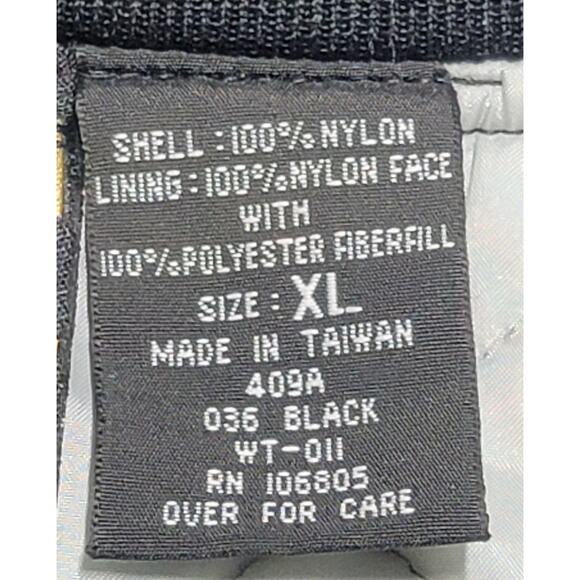 SHELL : 100% NYLON
LINING : 100% NYLON FACE
WITH
100% POLYESTER FIBERFILL
SIZE : XL
MADE IN TAIWAN
409A
036 BLACK
WT-011
RN 106805
OVER FOR CARE